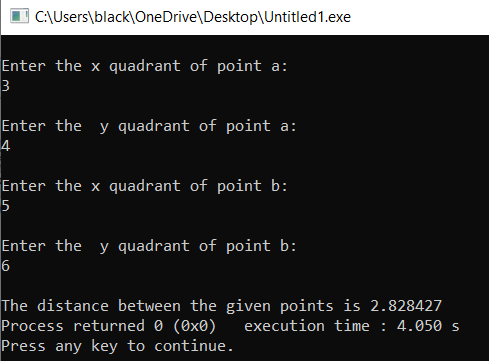 C:\Users\black\OneDrive\Desktop\Untitled1.exe
Enter the x quadrant of point a:
3
Enter the  y quadrant of point a:
4
Enter the x quadrant of point b:
5
Enter the  y quadrant of point b:
6
The distance between the given points is 2.828427
Process returned 0 (0x0)   execution time : 4.050 s
Press any key to continue.